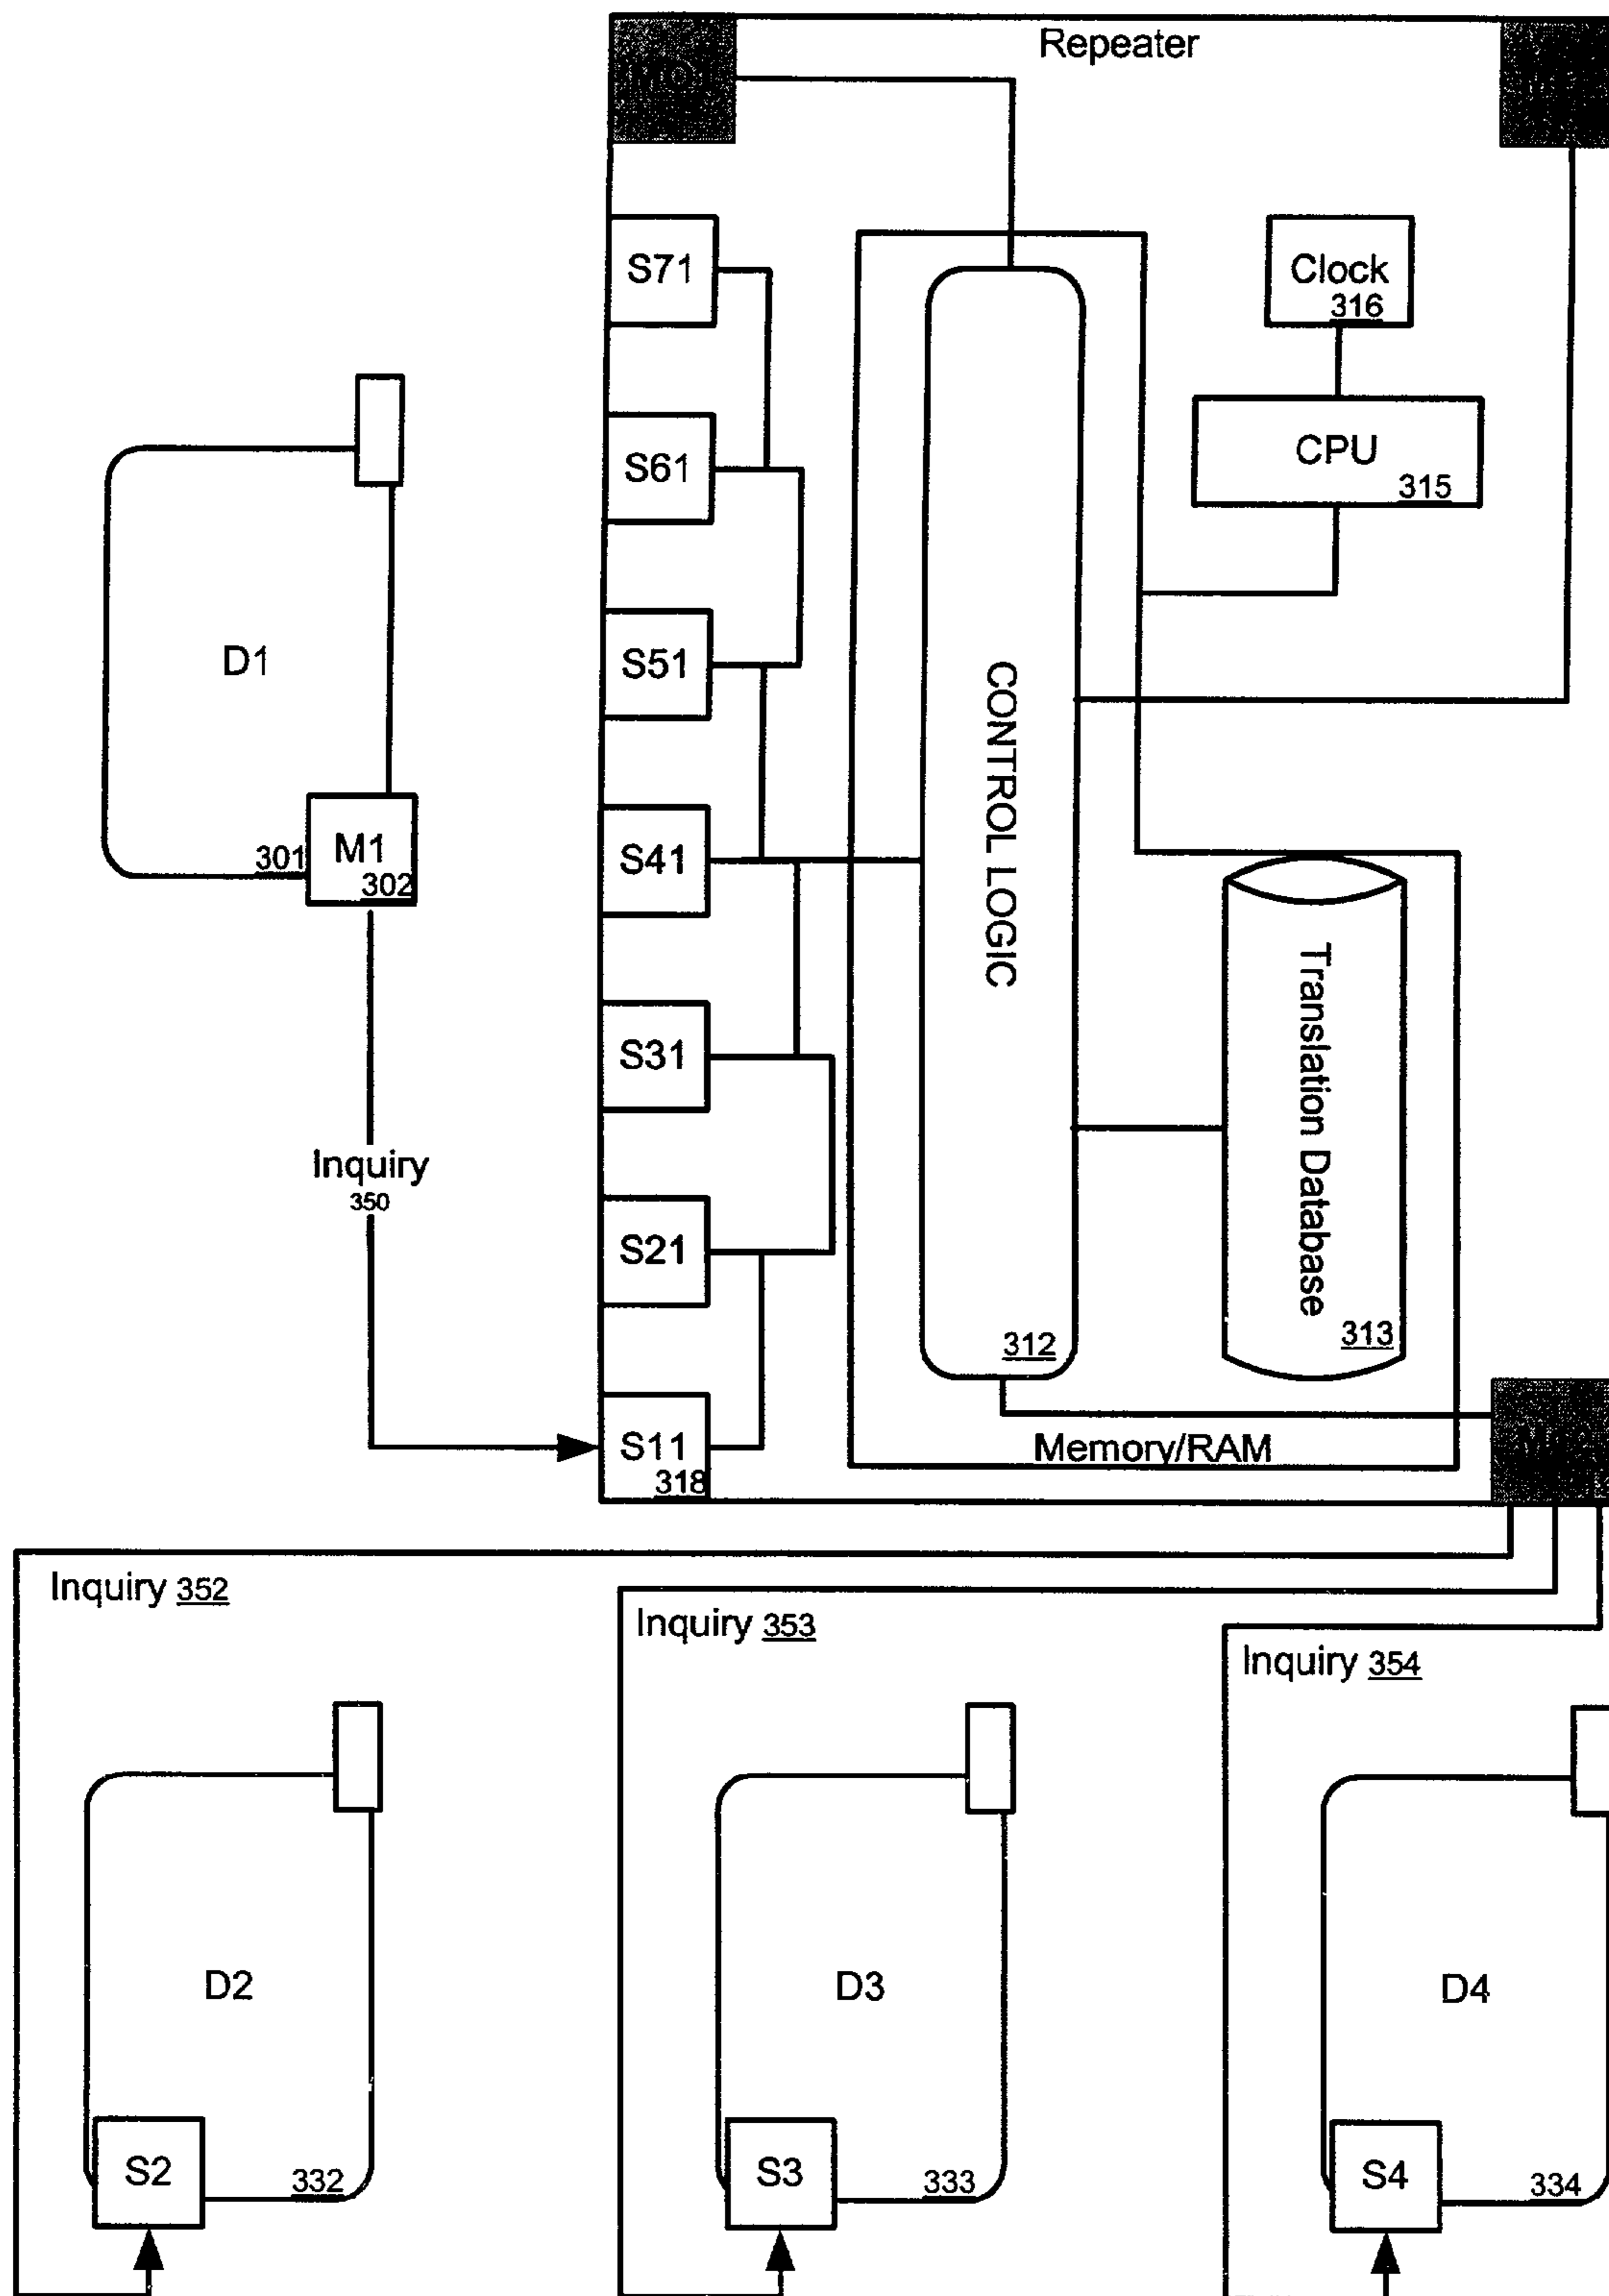 Repeater
S71
Clock
316
S61
CPU
315
S51
D1
CONTROL LOGIC
S41
301
M1
302
Translation Database
S31
Inquiry
350
S21
312
313
S11
318
Memory/RAM
Inquiry 352
Inquiry 353
Inquiry 354
D2
D3
D4
S2
332
S3
333
S4
334